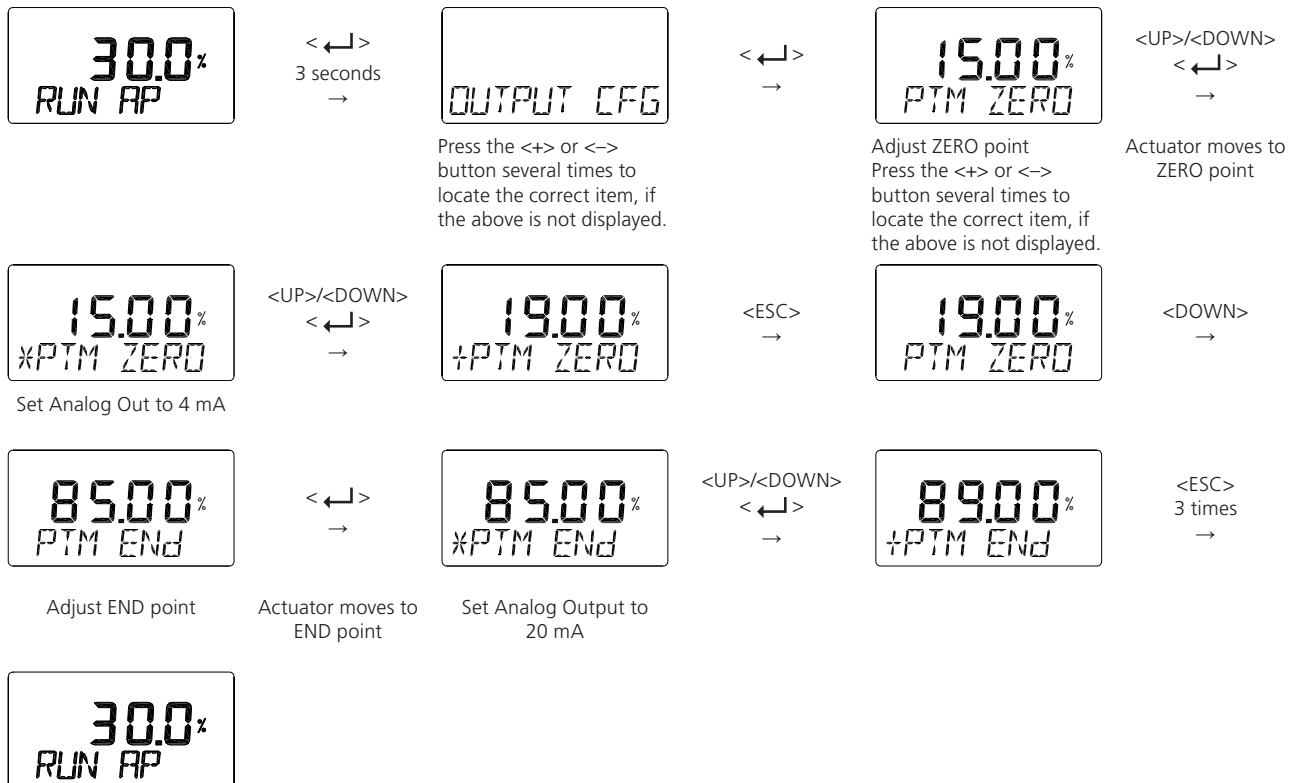 30.0%
RUN AP
< ↵ >
3 seconds
→
OUTPUT CFG
Press the <+> or <–>
button several times to
locate the correct item, if
the above is not displayed.
< ↵ >
→
15.00%
PTM ZERO
Adjust ZERO point
Press the <+> or <–>
button several times to
locate the correct item, if
the above is not displayed.
<UP>/<DOWN>
< ↵ >
→
Actuator moves to
ZERO point
15.00%
*PTM ZERO
Set Analog Out to 4 mA
<UP>/<DOWN>
< ↵ >
→
19.00%
+PTM ZERO
<ESC>
→
19.00%
PTM ZERO
<DOWN>
→
85.00%
PTM ENd
Adjust END point
< ↵ >
→
Actuator moves to
END point
85.00%
*PTM ENd
Set Analog Output to
20 mA
<UP>/<DOWN>
< ↵ >
→
89.00%
+PTM ENd
<ESC>
3 times
→
30.0%
RUN AP